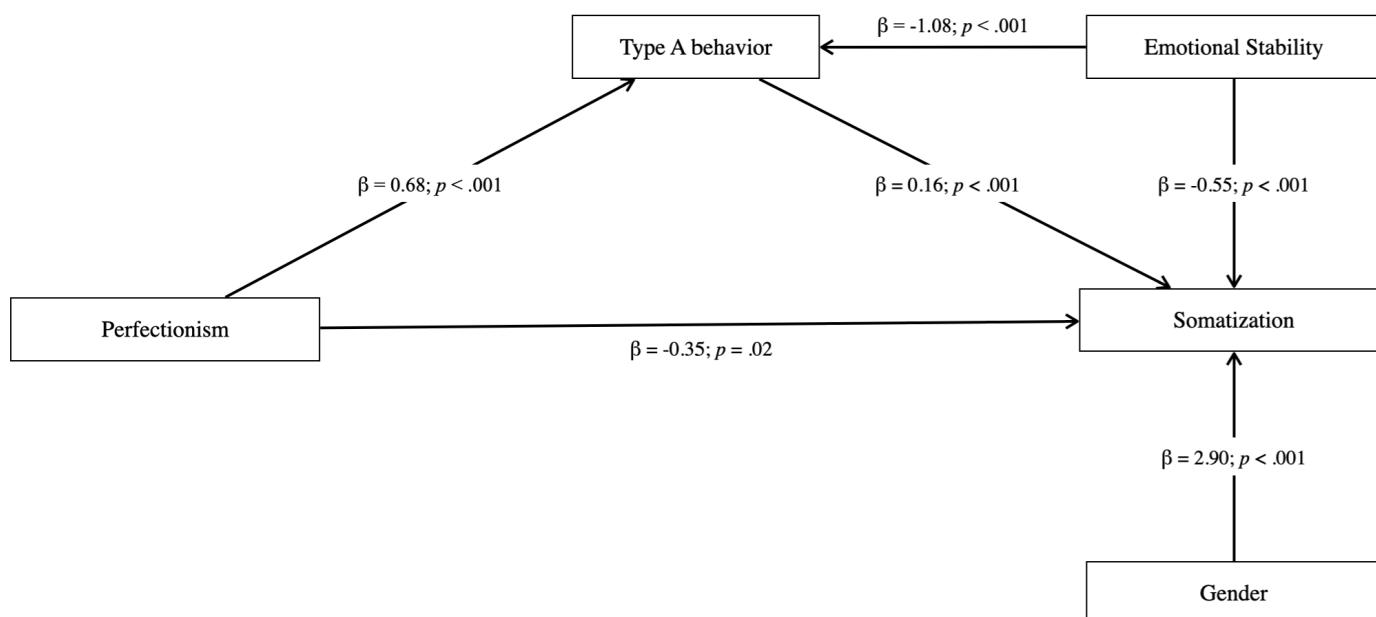 β = -1.08; p < .001
Type A behavior
Emotional Stability
β = 0.68; p < .001
β = 0.16; p < .001
β = -0.55; p < .001
Perfectionism
Somatization
β = -0.35; p = .02
β = 2.90; p < .001
Gender